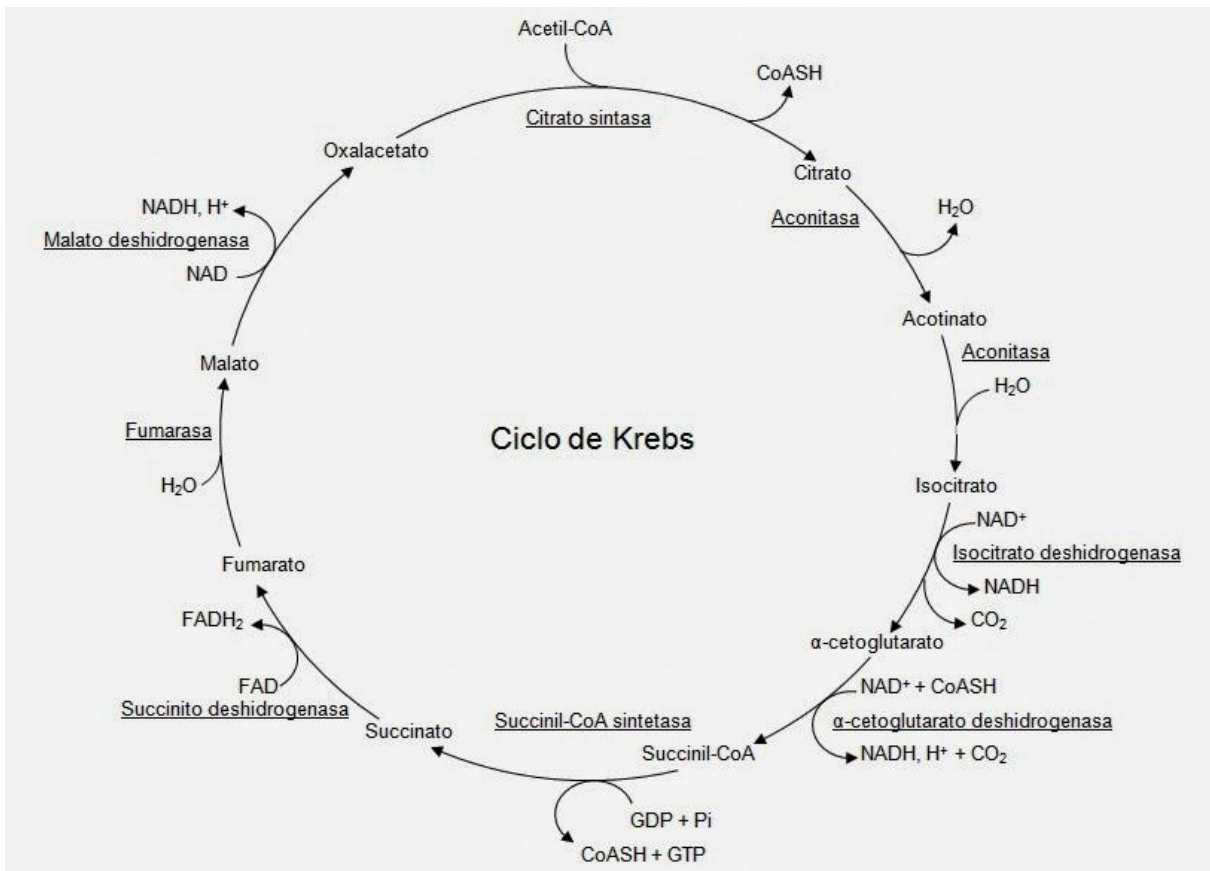 Acetil-CoA
CoASH
Citrato sintasa
Oxalacetato
Citrato
NADH, H⁺
Aconitasa
H₂O
Malato deshidrogenasa
NAD
Acotinato
Aconitasa
Malato
H₂O
Fumarasa
Ciclo de Krebs
H₂O
Isocitrato
NAD⁺
Isocitrato deshidrogenasa
Fumarato
NADH
FADH₂
CO₂
α-cetoglutarato
FAD
NAD⁺ + CoASH
Succinito deshidrogenasa
Succinil-CoA sintetasa
α-cetoglutarato deshidrogenasa
Succinato
Succinil-CoA
NADH, H⁺ + CO₂
GDP + Pi
CoASH + GTP